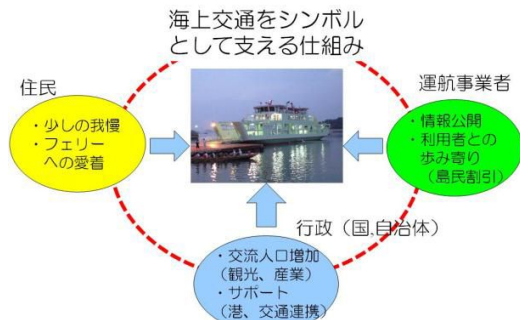 海上交通をシンボル
として支える仕組み
住民
・少しの我慢
・フェリー
への愛着
運航事業者
・情報公開
・利用者との
歩み寄り
（島民割引）
行政（国,自治体）
・交流人口増加
（観光、産業）
・サポート
（港、交通連携）